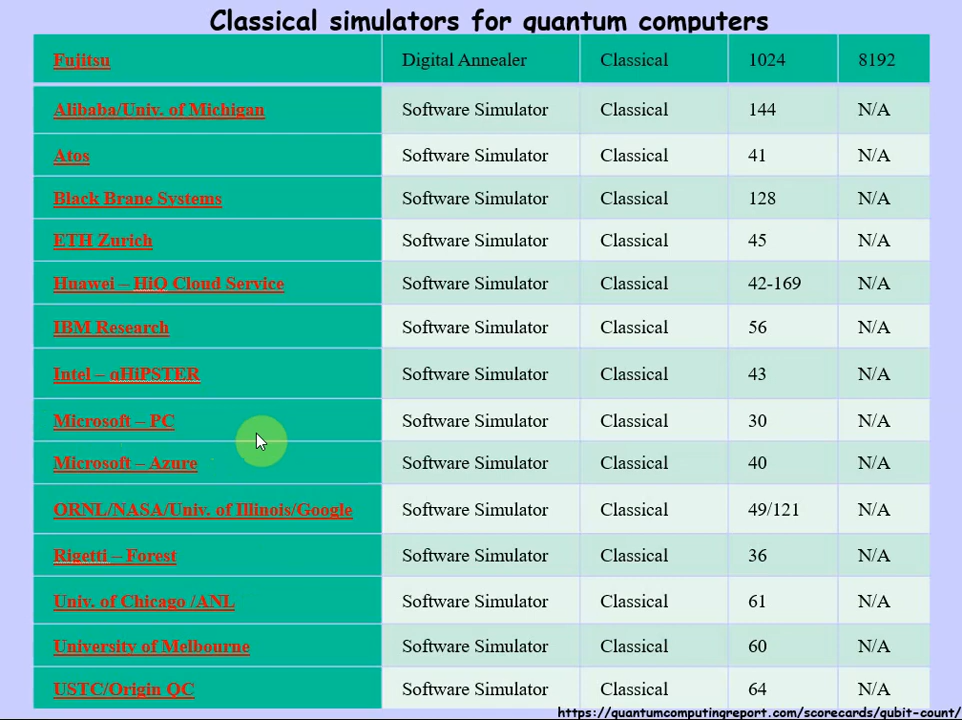 Classical simulators for quantum computers
Fujitsu Digital Annealer Classical 1024 8192
Alibaba/Univ. of Michigan Software Simulator Classical 144 N/A
Atos Software Simulator Classical 41 N/A
Black Brane Systems Software Simulator Classical 128 N/A
ETH Zurich Software Simulator Classical 45 N/A
Huawei – HiQ Cloud Service Software Simulator Classical 42-169 N/A
IBM Research Software Simulator Classical 56 N/A
Intel – qHiPSTER Software Simulator Classical 43 N/A
Microsoft – PC Software Simulator Classical 30 N/A
Microsoft – Azure Software Simulator Classical 40 N/A
ORNL/NASA/Univ. of Illinois/Google Software Simulator Classical 49/121 N/A
Rigetti – Forest Software Simulator Classical 36 N/A
Univ. of Chicago /ANL Software Simulator Classical 61 N/A
University of Melbourne Software Simulator Classical 60 N/A
USTC/Origin QC Software Simulator Classical 64 N/A
https://quantumcomputingreport.com/scorecards/qubit-count/